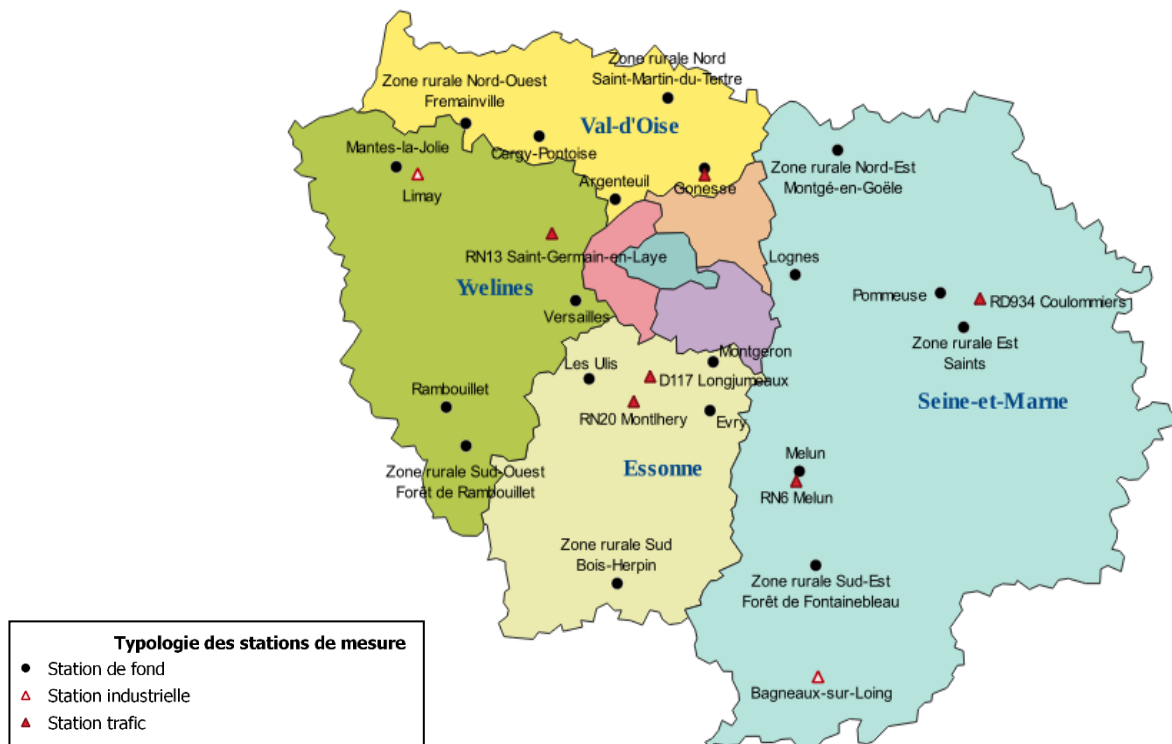 Zone rurale Nord
Saint-Martin-du-Tertre
Zone rurale Nord-Ouest
Fremainville
Val-d'Oise
Mantes-la-Jolie
Cergy-Pontoise
Limay
Argenteuil
Gonesse
Zone rurale Nord-Est
Montgé-en-Goële
RN13 Saint-Germain-en-Laye
Yvelines
Versailles
Lognes
Pommeuse
RD934 Coulommiers
Zone rurale Est
Saints
Les Ulis
Montgeron
D117 Longjumeaux
Rambouillet
RN20 Montlhery
Evry
Seine-et-Marne
Zone rurale Sud-Ouest
Forêt de Rambouillet
Essonne
Melun
RN6 Melun
Zone rurale Sud
Bois-Herpin
Zone rurale Sud-Est
Forêt de Fontainebleau
Bagneaux-sur-Loing
Typologie des stations de mesure
Station de fond
Station industrielle
Station trafic